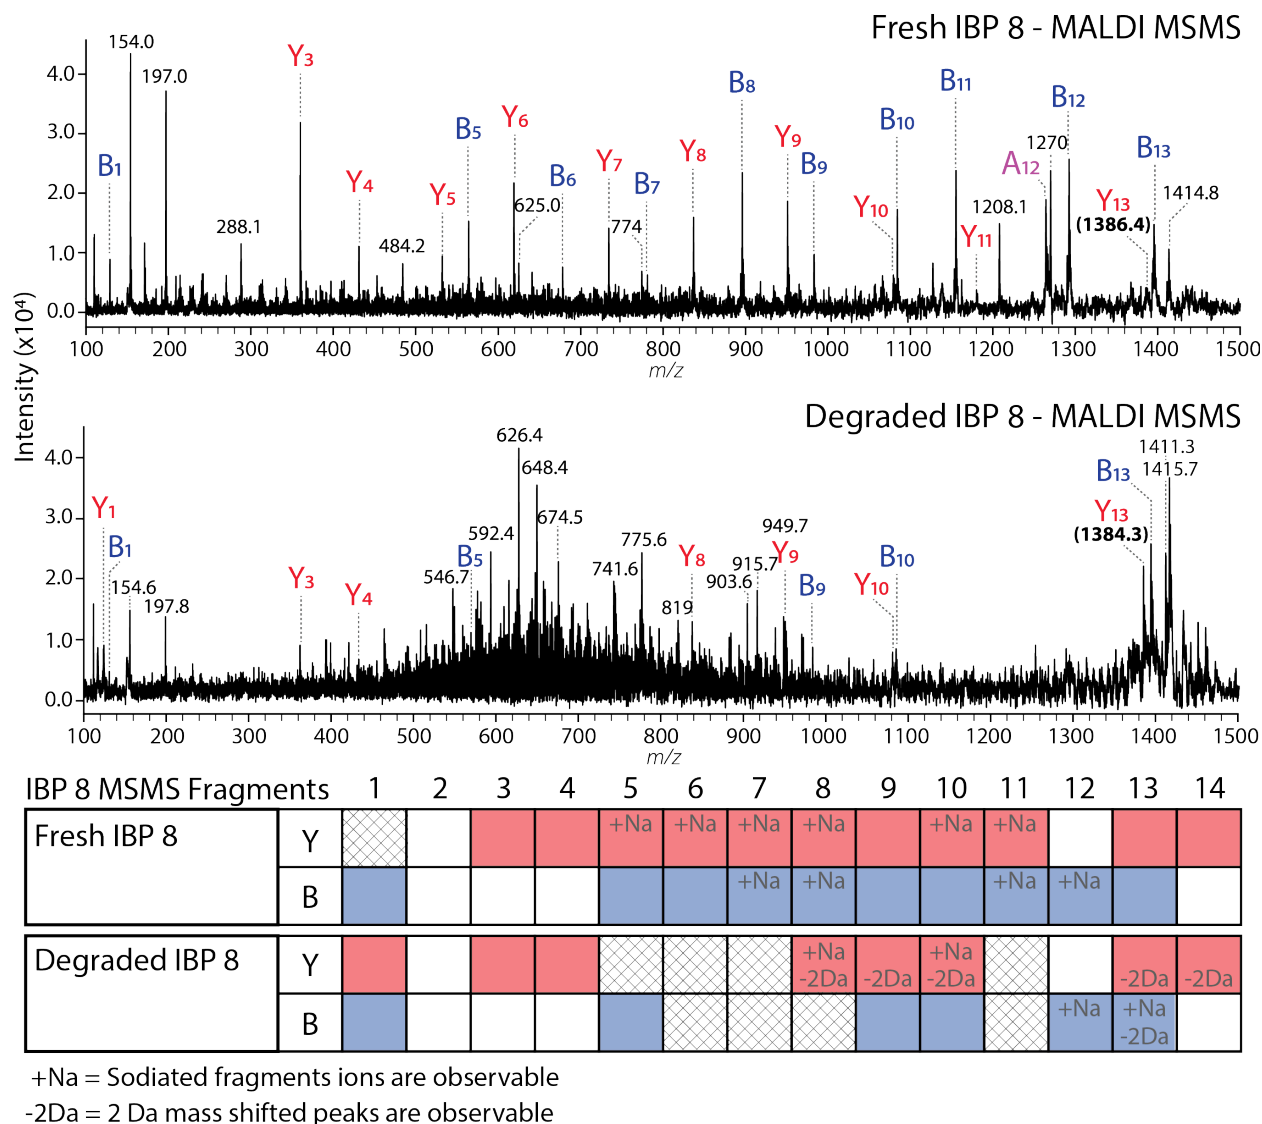 Fresh IBP 8 - MALDI MSMS
Intensity (x10⁴)
4.0
3.0
2.0
1.0
0.0
B1
154.0
197.0
288.1
Y3
Y4
484.2
Y5
B5
Y6
625.0
B6
Y7
774
B7
Y8
B8
Y9
B9
Y10
B10
B11
Y11
1208.1
A12
1270
B12
Y13
(1386.4)
B13
1414.8
100 200 300 400 500 600 700 800 900 1000 1100 1200 1300 1400 1500
m/z
Degraded IBP 8 - MALDI MSMS
4.0
3.0
2.0
1.0
0.0
Y1
B1
154.6
197.8
Y3
Y4
546.7
B5
592.4
626.4
648.4
674.5
741.6
775.6
819
Y8
903.6
915.7
949.7
Y9
B9
Y10
B10
B13
Y13
(1384.3)
1411.3
1415.7
100 200 300 400 500 600 700 800 900 1000 1100 1200 1300 1400 1500
m/z
IBP 8 MSMS Fragments 1 2 3 4 5 6 7 8 9 10 11 12 13 14
Fresh IBP 8
Y +Na +Na +Na +Na +Na +Na
B +Na +Na +Na +Na
Degraded IBP 8
Y +Na -2Da -2Da +Na -2Da -2Da -2Da
B +Na +Na -2Da
+Na = Sodiated fragments ions are observable
-2Da = 2 Da mass shifted peaks are observable